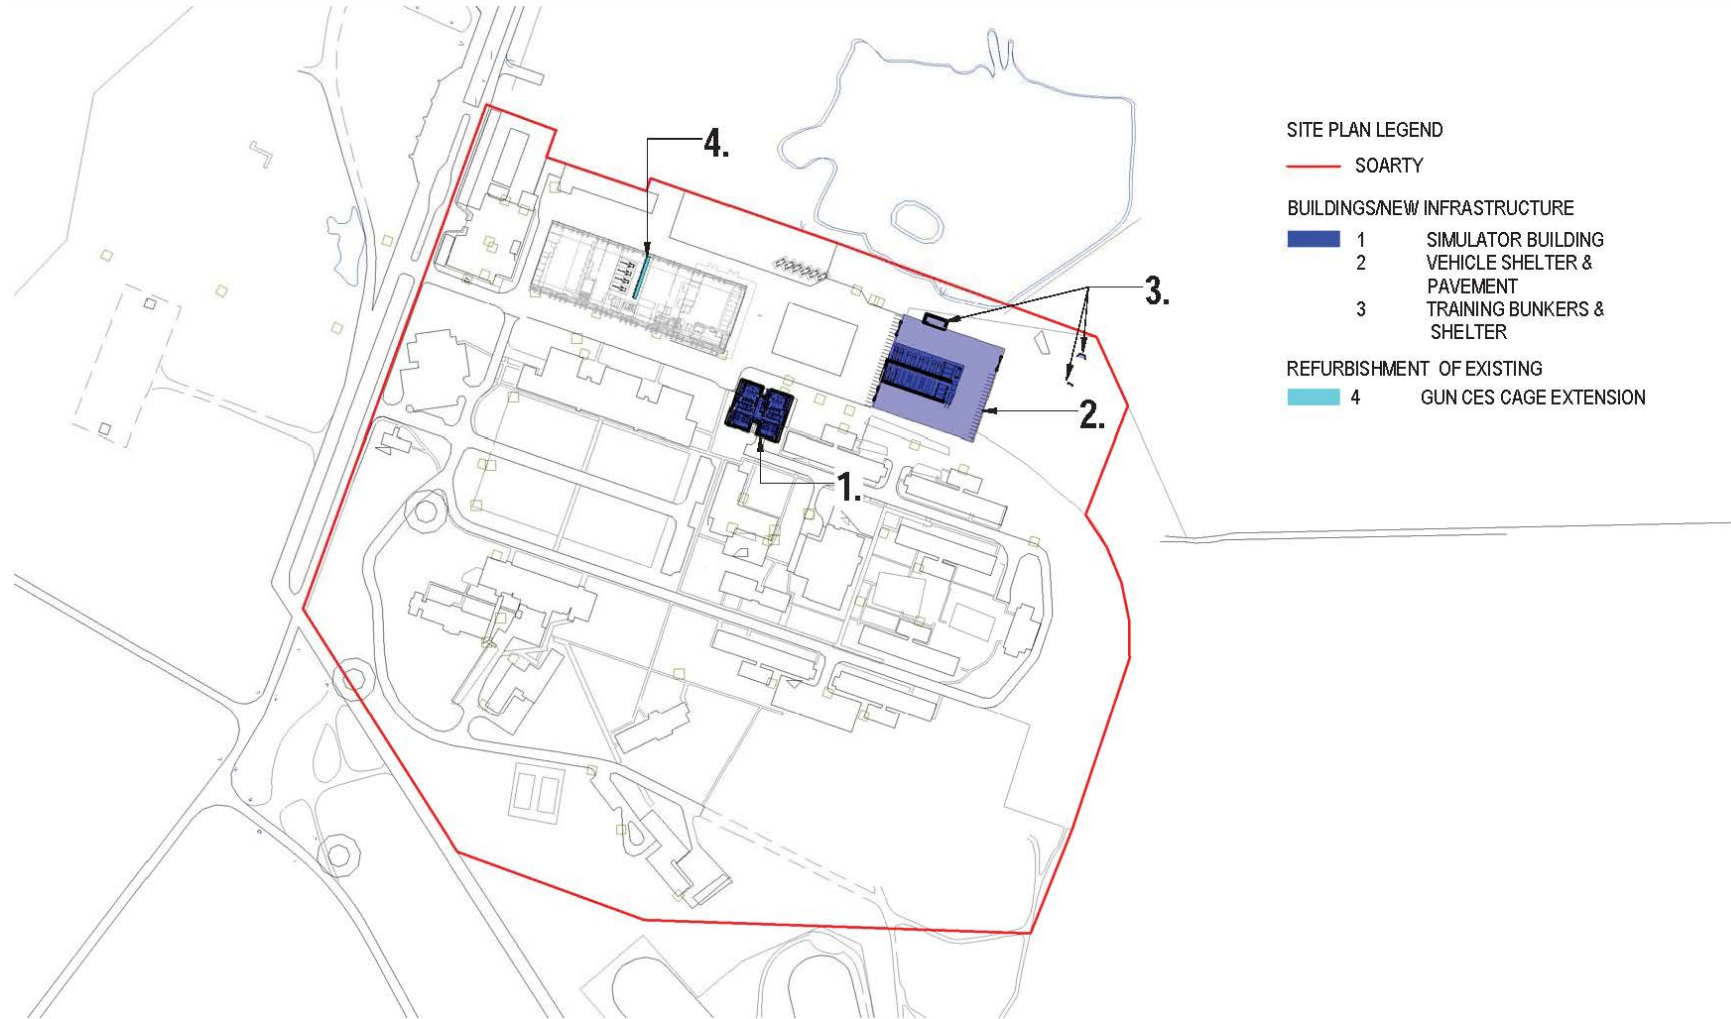 4.
3.
2.
1.
SITE PLAN LEGEND
SOARTY
BUILDINGS/NEW INFRASTRUCTURE
1 SIMULATOR BUILDING
2 VEHICLE SHELTER &
PAVEMENT
3 TRAINING BUNKERS &
SHELTER
REFURBISHMENT OF EXISTING
4 GUN CES CAGE EXTENSION